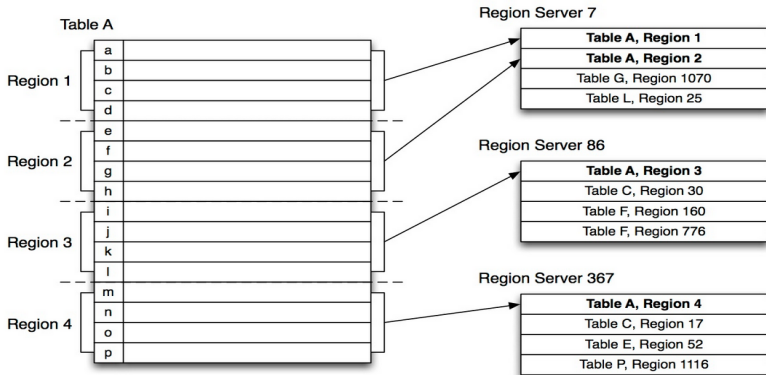 Table A
Region 1
a
b
c
d
Region 2
e
f
g
h
Region 3
i
j
k
l
Region 4
m
n
o
p
Region Server 7
Table A, Region 1
Table A, Region 2
Table G, Region 1070
Table L, Region 25
Region Server 86
Table A, Region 3
Table C, Region 30
Table F, Region 160
Table F, Region 776
Region Server 367
Table A, Region 4
Table C, Region 17
Table E, Region 52
Table P, Region 1116